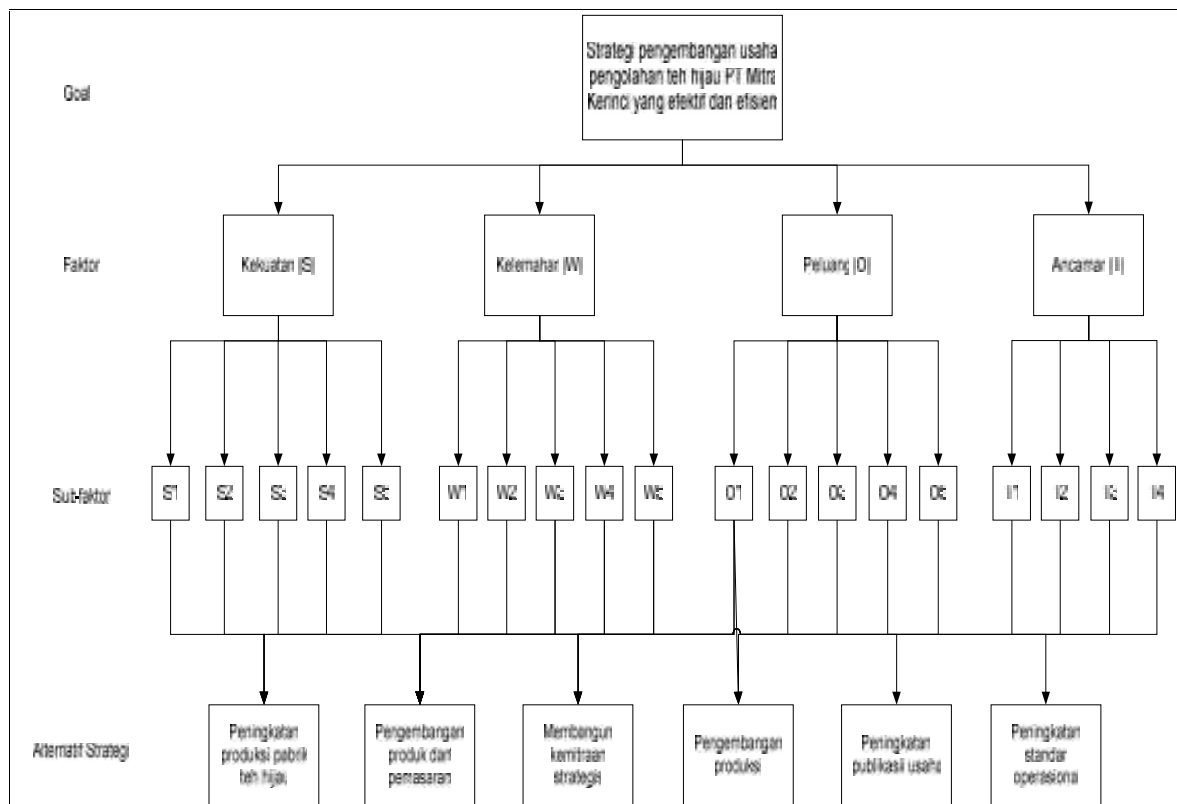 Strategi pengembangan usaha
pengolahan teh hijau PT Mitra
Kerinci yang efektif dan efisien
Goal
Faktor
Kekuatan (S)
Kelemahan (W)
Peluang (O)
Ancaman (T)
Sub-faktor
S1 S2 S3 S4 S5 W1 W2 W3 W4 W5 O1 O2 O3 O4 O5 T1 T2 T3 T4
Alternatif Strategi
Peningkatan
produksi pabrik
teh hijau
Pengembangan
produk dan
pemasaran
Membangun
kemitraan
strategis
Pengembangan
produksi
Peningkatan
publikasi usaha
Peningkatan
standar
operasional